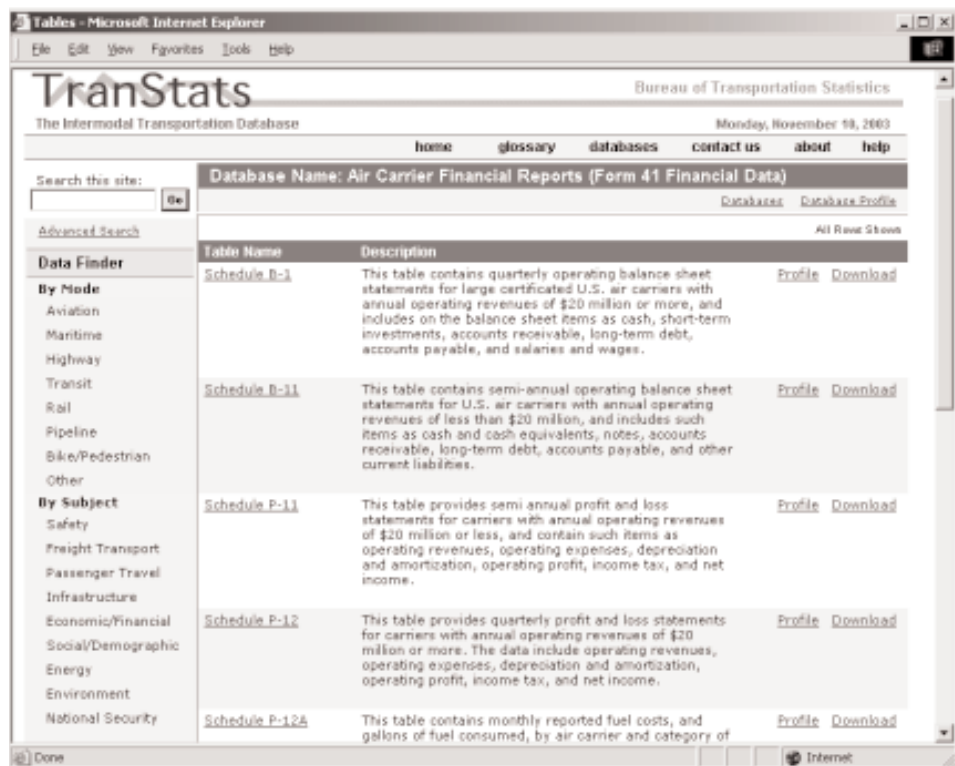 Tables - Microsoft Internet Explorer
File Edit View Favorites Tools Help
TranStats
Bureau of Transportation Statistics
The Intermodal Transportation Database
Monday, November 10, 2003
home glossary databases contact us about help
Search this site:
Go
Advanced Search
Data Finder
By Mode
Aviation
Maritime
Highway
Transit
Rail
Pipeline
Bike/Pedestrian
Other
By Subject
Safety
Freight Transport
Passenger Travel
Infrastructure
Economic/Financial
Social/Demographic
Energy
Environment
National Security
Database Name: Air Carrier Financial Reports (Form 41 Financial Data)
Databases Database Profile
All Rows Shown
Table Name Description
Schedule B-1
This table contains quarterly operating balance sheet
statements for large certificated U.S. air carriers with
annual operating revenues of $20 million or more, and
includes on the balance sheet items as cash, short-term
investments, accounts receivable, long-term debt,
accounts payable, and salaries and wages.
Profile Download
Schedule B-11
This table contains semi-annual operating balance sheet
statements for U.S. air carriers with annual operating
revenues of less than $20 million, and includes such
items as cash and cash equivalents, notes, accounts
receivable, long-term debt, accounts payable, and other
current liabilities.
Profile Download
Schedule P-11
This table provides semi annual profit and loss
statements for carriers with annual operating revenues
of $20 million or less, and contain such items as
operating revenues, operating expenses, depreciation
and amortization, operating profit, income tax, and net
income.
Profile Download
Schedule P-12
This table provides quarterly profit and loss statements
for carriers with annual operating revenues of $20
million or more. The data include operating revenues,
operating expenses, depreciation and amortization,
operating profit, income tax, and net income.
Profile Download
Schedule P-12A
This table contains monthly reported fuel costs, and
gallons of fuel consumed, by air carrier and category of
Profile Download
Done
Internet